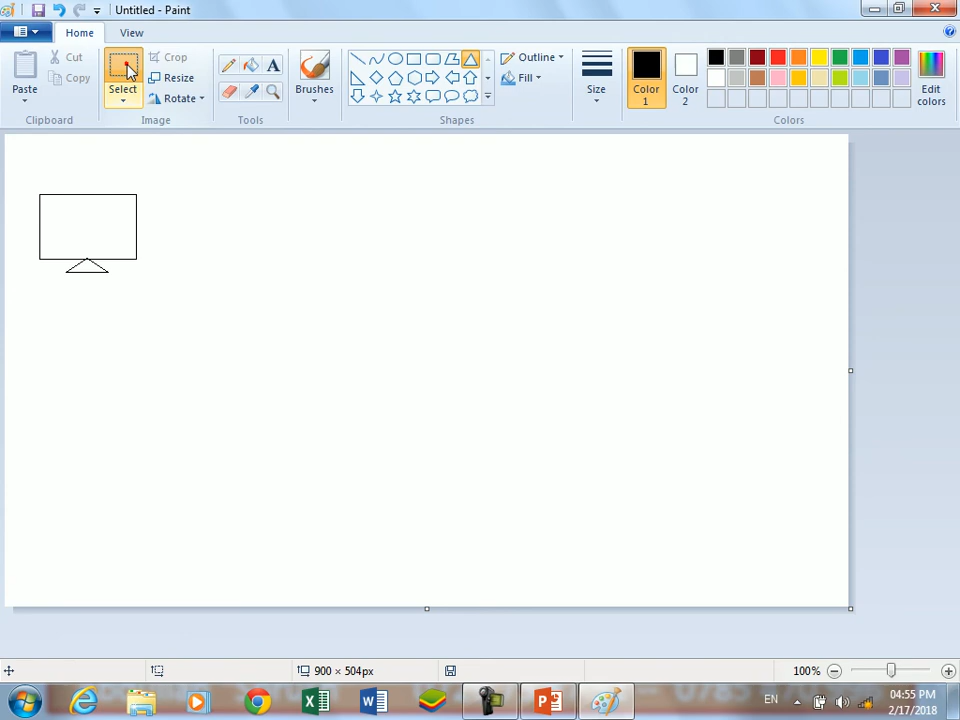 Untitled - Paint
Home
View
Paste
Cut
Copy
Clipboard
Select
Crop
Resize
Rotate
Image
A
Tools
Brushes
Outline
Fill
Shapes
Size
Color 1
Color 2
Edit colors
Colors
900 × 504px
100%
EN
04:55 PM
2/17/2018